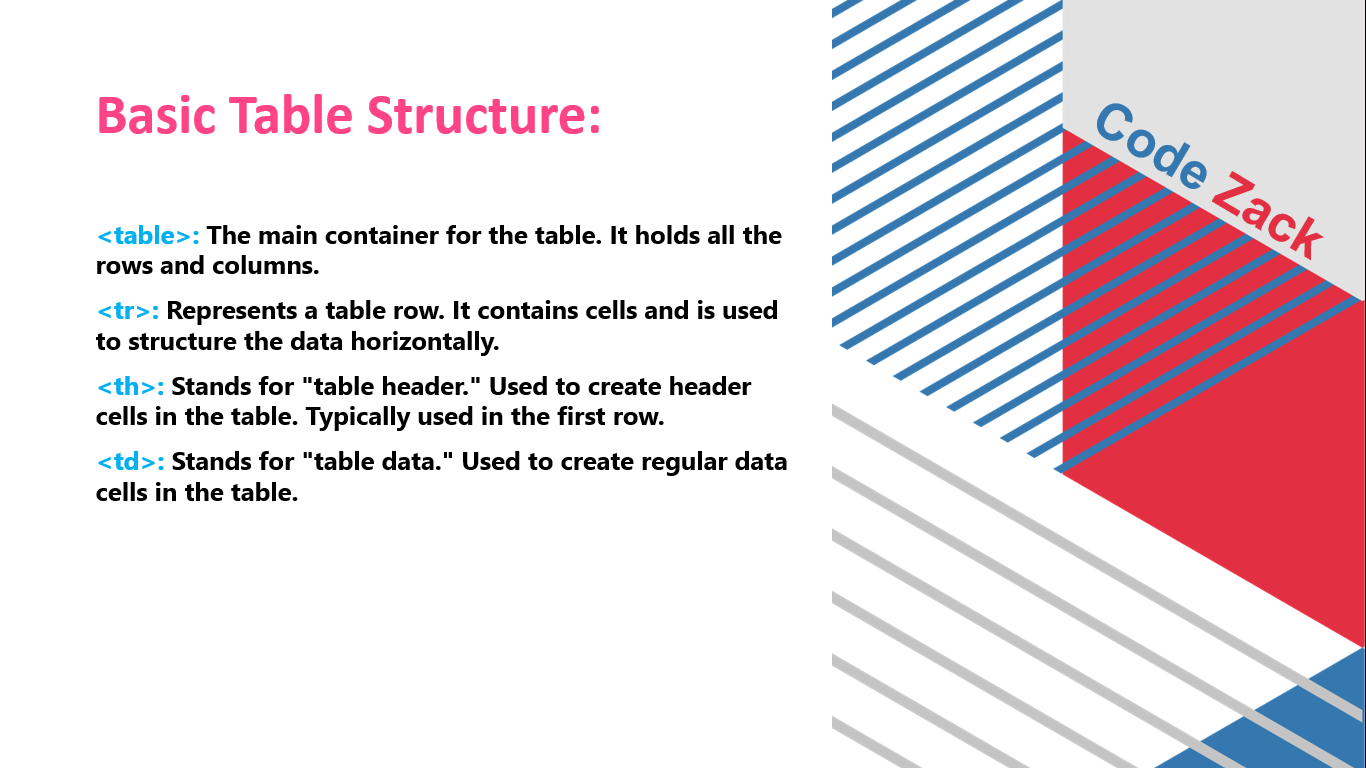 Basic Table Structure:
<table>: The main container for the table. It holds all the
rows and columns.
<tr>: Represents a table row. It contains cells and is used
to structure the data horizontally.
<th>: Stands for "table header." Used to create header
cells in the table. Typically used in the first row.
<td>: Stands for "table data." Used to create regular data
cells in the table.
Code Zack